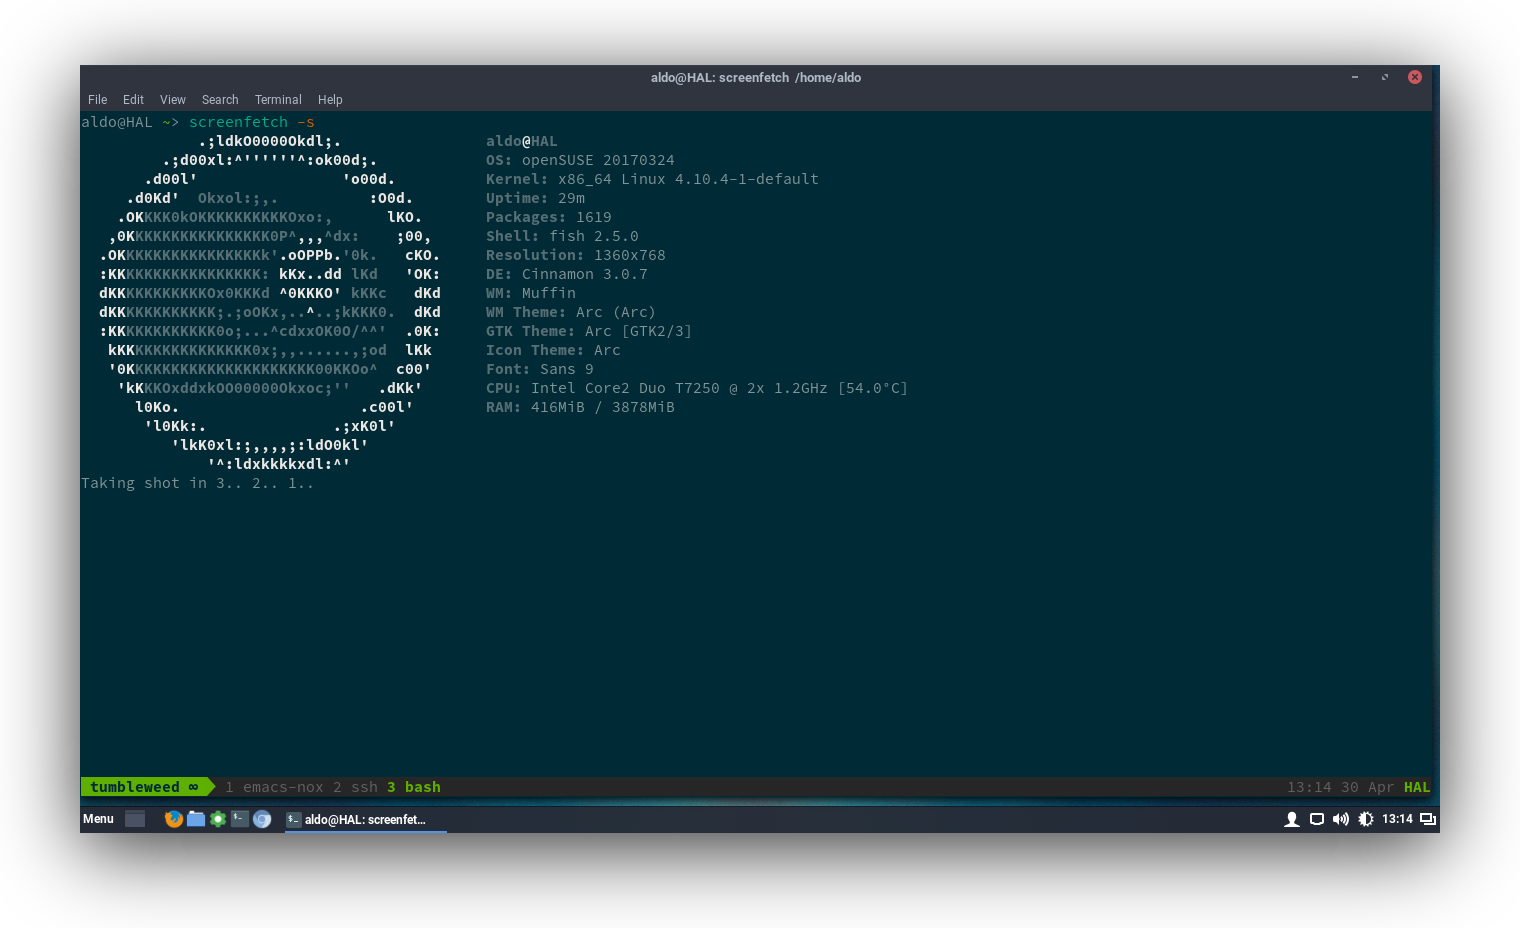 aldo@HAL: screenfetch  /home/aldo
File Edit View Search Terminal Help
aldo@HAL ~> screenfetch -s
             .;ldkO0000Okdl;.                aldo@HAL
         .;d00xl:^''''''^:ok00d;.            OS: openSUSE 20170324
       .d00l'                'o00d.          Kernel: x86_64 Linux 4.10.4-1-default
     .d0Kd'  Okxol:;,.          :O0d.        Uptime: 29m
    .OKKKK0kOKKKKKKKKKKOxo:,      lKO.       Packages: 1619
   ,0KKKKKKKKKKKKKKKK0P^,,,^dx:    ;00,      Shell: fish 2.5.0
  .OKKKKKKKKKKKKKKKKk'.oOPPb.'0k.   cKO.     Resolution: 1360x768
  :KKKKKKKKKKKKKKKKK: kKx..dd lKd   'OK:     DE: Cinnamon 3.0.7
  dKKKKKKKKKKKOx0KKKd ^0KKKO' kKKc   dKd     WM: Muffin
  dKKKKKKKKKKKKK;.;oOKx,..^..;kKKK0.  dKd     WM Theme: Arc (Arc)
  :KKKKKKKKKKKKK0o;...^cdxxOK0O/^^'  .0K:     GTK Theme: Arc [GTK2/3]
   kKKKKKKKKKKKKKKK0x;,,......,;od  lKk      Icon Theme: Arc
   '0KKKKKKKKKKKKKKKKKKKKK00KKOo^  c00'      Font: Sans 9
    'kKKKOxddxkOO00000Okxoc;''   .dKk'       CPU: Intel Core2 Duo T7250 @ 2x 1.2GHz [54.0°C]
      l0Ko.                    .c00l'        RAM: 416MiB / 3878MiB
       'l0Kk:.              .;xK0l'
          'lkK0xl:;,,,,;:ldO0kl'
              '^:ldxkkkkxdl:^'
Taking shot in 3.. 2.. 1..
tumbleweed ∞ 1 emacs-nox 2 ssh 3 bash 13:14 30 Apr HAL
Menu aldo@HAL: screenfet... 13:14